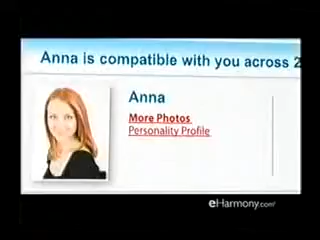 Anna is compatible with you across 2
Anna
More Photos
Personality Profile
eHarmony.com